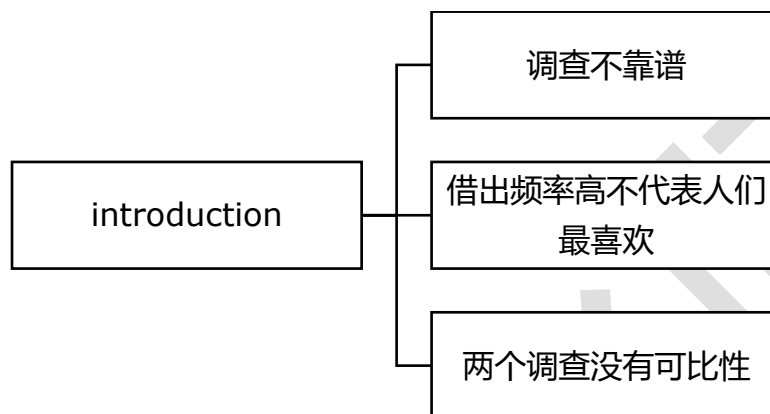 调查不靠谱
introduction
借出频率高不代表人们
最喜欢
两个调查没有可比性